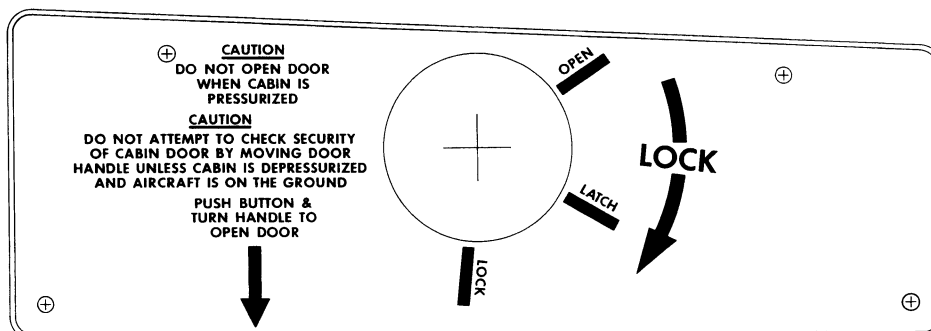 CAUTION
DO NOT OPEN DOOR
WHEN CABIN IS
PRESSURIZED
CAUTION
DO NOT ATTEMPT TO CHECK SECURITY
OF CABIN DOOR BY MOVING DOOR
HANDLE UNLESS CABIN IS DEPRESSURIZED
AND AIRCRAFT IS ON THE GROUND
PUSH BUTTON &
TURN HANDLE TO
OPEN DOOR
OPEN
LOCK
LATCH
LOCK